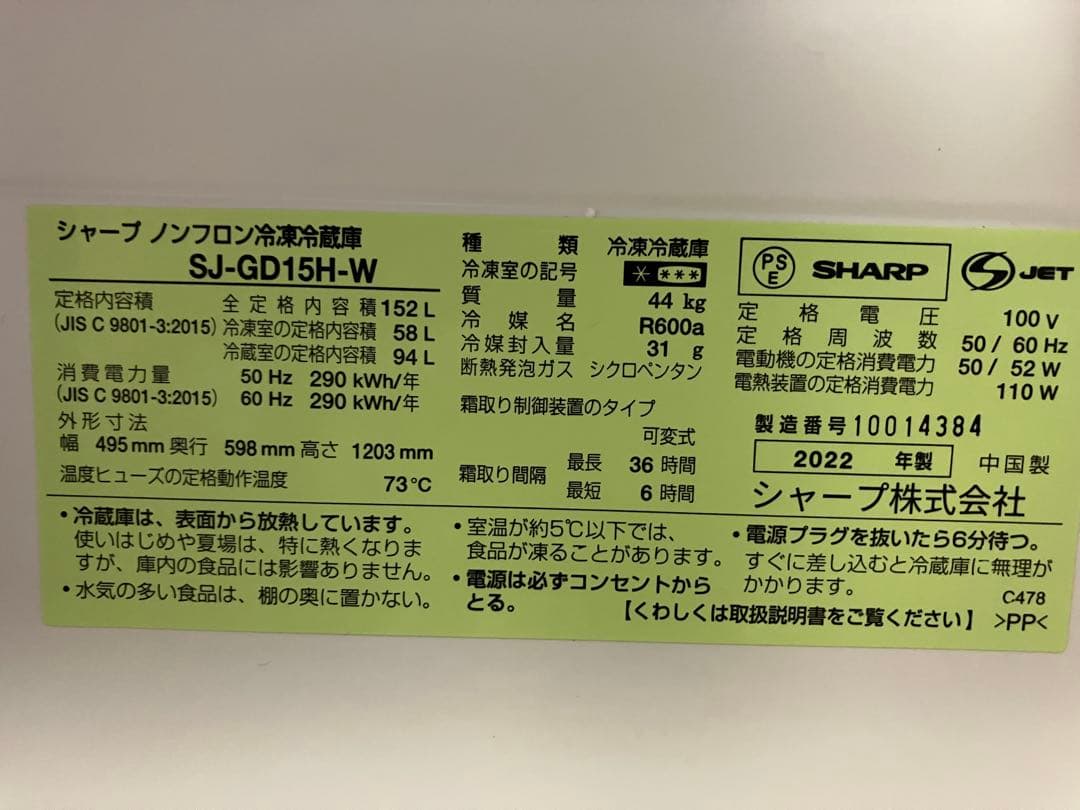 シャープ ノンフロン冷凍冷蔵庫
SJ-GD15H-W
定格内容積 全定格内容積 152 L
(JIS C 9801-3:2015) 冷凍室の定格内容積 58 L
冷蔵室の定格内容積 94 L
消費電力量 50 Hz 290 kWh/年
(JIS C 9801-3:2015) 60 Hz 290 kWh/年
外形寸法
幅 495 mm 奥行 598 mm 高さ 1203 mm
温度ヒューズの定格動作温度 73℃
種類 冷凍冷蔵庫
冷凍室の記号 * ***
質量 44 kg
冷媒名 R600a
冷媒封入量 31 g
断熱発泡ガス シクロペンタン
霜取り制御装置のタイプ
可変式
霜取り間隔 最長 36 時間
最短 6 時間
PSE SHARP JET
定格電圧 100 V
定格周波数 50 / 60 Hz
電動機の定格消費電力 50 / 52 W
電熱装置の定格消費電力 110 W
製造番号 10014384
2022 年製 中国製
シャープ株式会社
・冷蔵庫は、表面から放熱しています。
使いはじめや夏場は、特に熱くなりま
すが、庫内の食品には影響ありません。
・水気の多い食品は、棚の奥に置かない。
・室温が約5℃以下では、
食品が凍ることがあります。
・電源は必ずコンセントから
とる。
・電源プラグを抜いたら6分待つ。
すぐに差し込むと冷蔵庫に無理が
かかります。
C478
【くわしくは取扱説明書をご覧ください】 >PP<